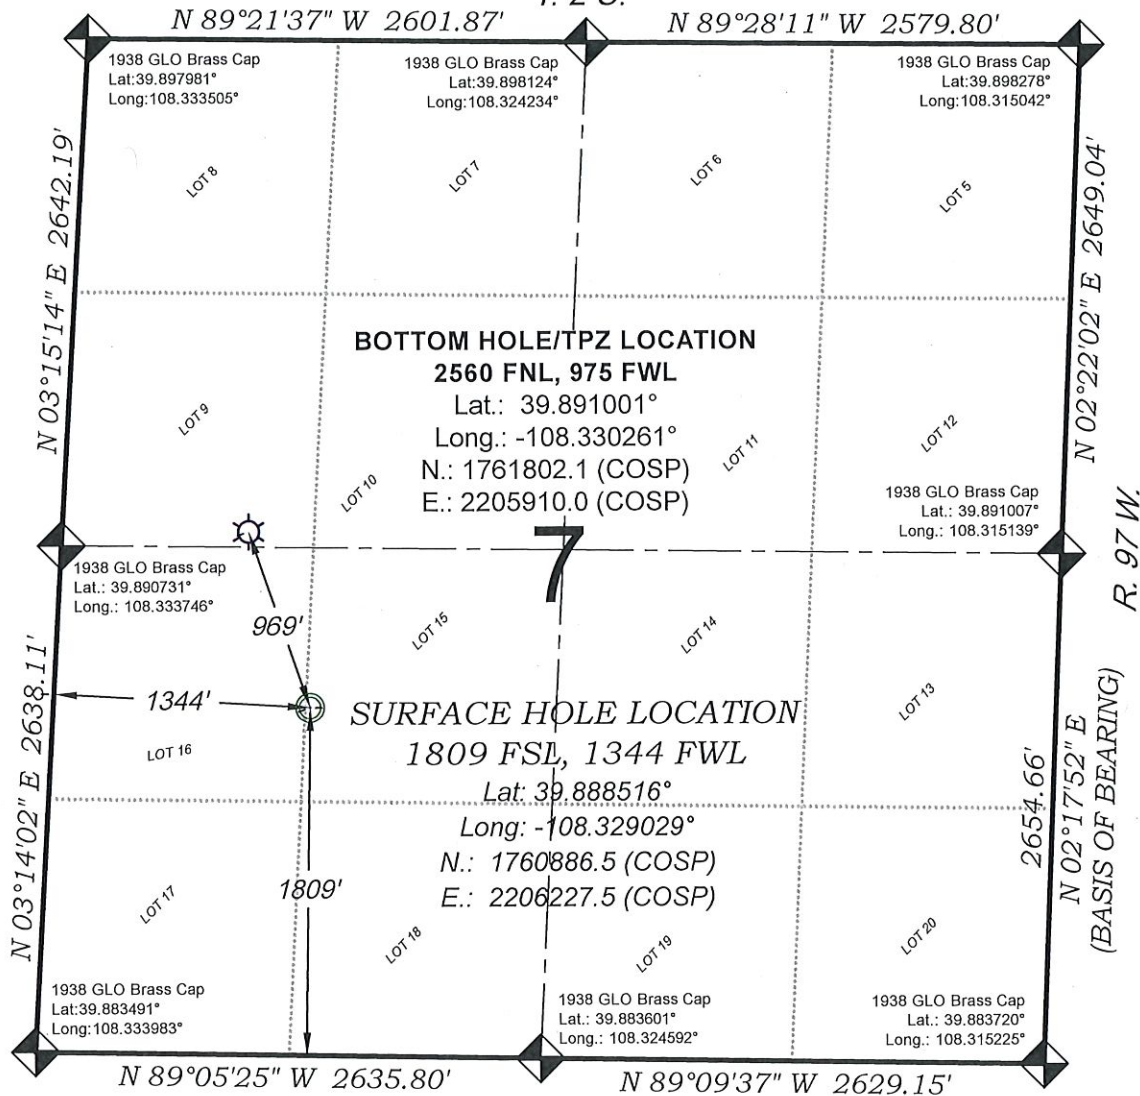 N 89°21'37" W 2601.87'
N 89°28'11" W 2579.80'
1938 GLO Brass Cap
Lat:39.897981°
Long:108.333505°
1938 GLO Brass Cap
Lat:39.898124°
Long:108.324234°
1938 GLO Brass Cap
Lat:39.898278°
Long:108.315042°
N 03°15'14" E 2642.19'
N 02°22'02" E 2649.04'
LOT 8
LOT 7
LOT 6
LOT 5
BOTTOM HOLE/TPZ LOCATION
2560 FNL, 975 FWL
Lat.: 39.891001°
Long.: -108.330261°
N.: 1761802.1 (COSP)
E.: 2205910.0 (COSP)
LOT 9
LOT 10
LOT 11
LOT 12
1938 GLO Brass Cap
Lat.: 39.891007°
Long.: 108.315139°
R. 97 W.
7
1938 GLO Brass Cap
Lat.: 39.890731°
Long.: 108.333746°
969'
LOT 15
LOT 14
LOT 13
1344'
LOT 16
SURFACE HOLE LOCATION
1809 FSL, 1344 FWL
Lat: 39.888516°
Long: -108.329029°
N.: 1760886.5 (COSP)
E.: 2206227.5 (COSP)
N 03°14'02" E 2638.11'
2654.66'
N 02°17'52" E
(BASIS OF BEARING)
1809'
LOT 17
LOT 18
LOT 19
LOT 20
1938 GLO Brass Cap
Lat:39.883491°
Long:108.333983°
1938 GLO Brass Cap
Lat.: 39.883601°
Long.: 108.324592°
1938 GLO Brass Cap
Lat.: 39.883720°
Long.: 108.315225°
N 89°05'25" W 2635.80'
N 89°09'37" W 2629.15'